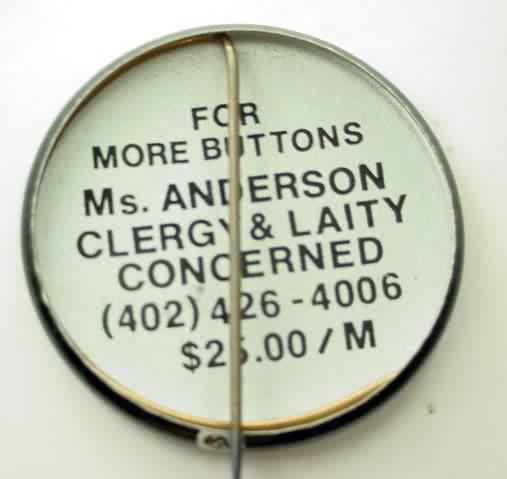 FOR
MORE BUTTONS
Ms. ANDERSON
CLERGY & LAITY
CONCERNED
(402) 426-4006
$25.00/M